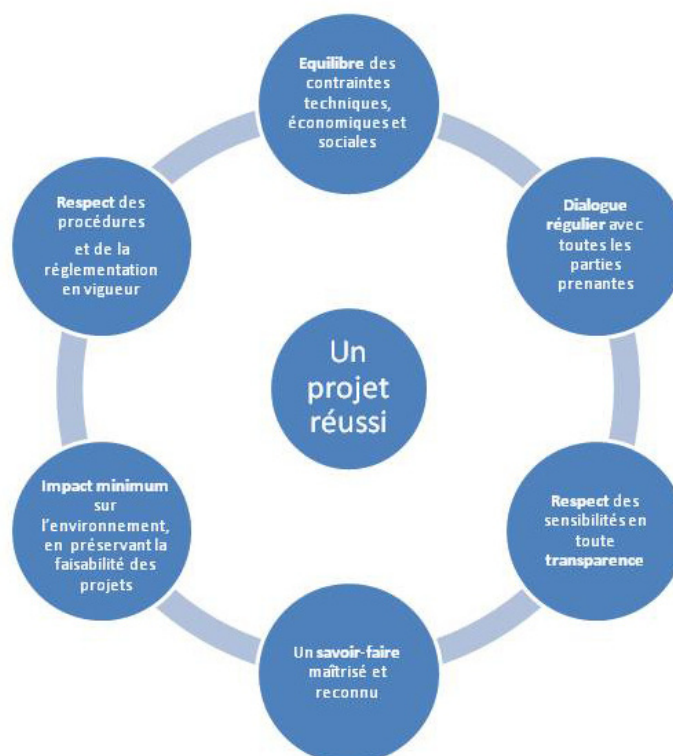 Equilibre des
contraintes
techniques,
économiques et
sociales
Dialogue
régulier avec
toutes les
parties
prenantes
Respect des
sensibilités en
toute
transparence
Un savoir-faire
maîtrisé et
reconnu
Impact minimum
sur
l'environnement,
en préservant la
faisabilité des
projets
Respect des
procédures
et de la
réglementation
en vigueur
Un
projet
réussi